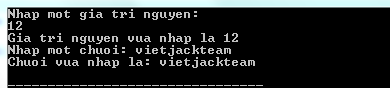 Nhap mot gia tri nguyen:
12
Gia tri nguyen vua nhap la 12
Nhap mot chuoi: vietjackteam
Chuoi vua nhap la: vietjackteam
--------------------------------